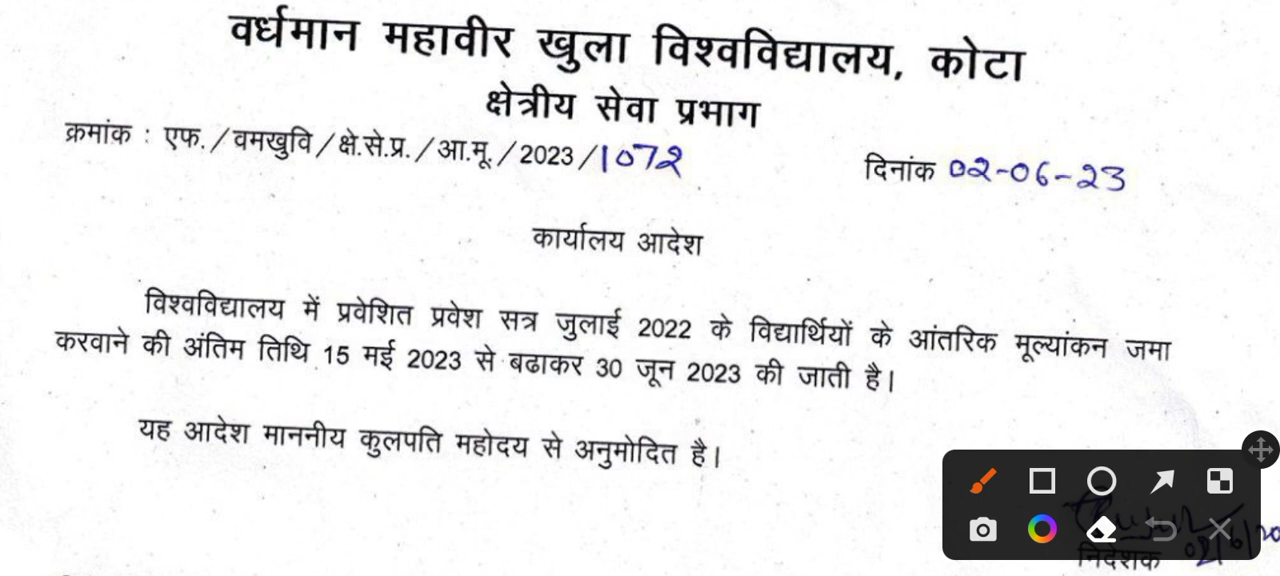 वर्धमान महावीर खुला विश्वविद्यालय, कोटा
क्षेत्रीय सेवा प्रभाग
क्रमांक : एफ./वमखुवि/क्षे.से.प्र./आ.मू./2023/1072
दिनांक 02-06-23
कार्यालय आदेश
विश्वविद्यालय में प्रवेशित प्रवेश सत्र जुलाई 2022 के विद्यार्थियों के आंतरिक मूल्यांकन जमा
करवाने की अंतिम तिथि 15 मई 2023 से बढाकर 30 जून 2023 की जाती है।
यह आदेश माननीय कुलपति महोदय से अनुमोदित है।
निदेशक